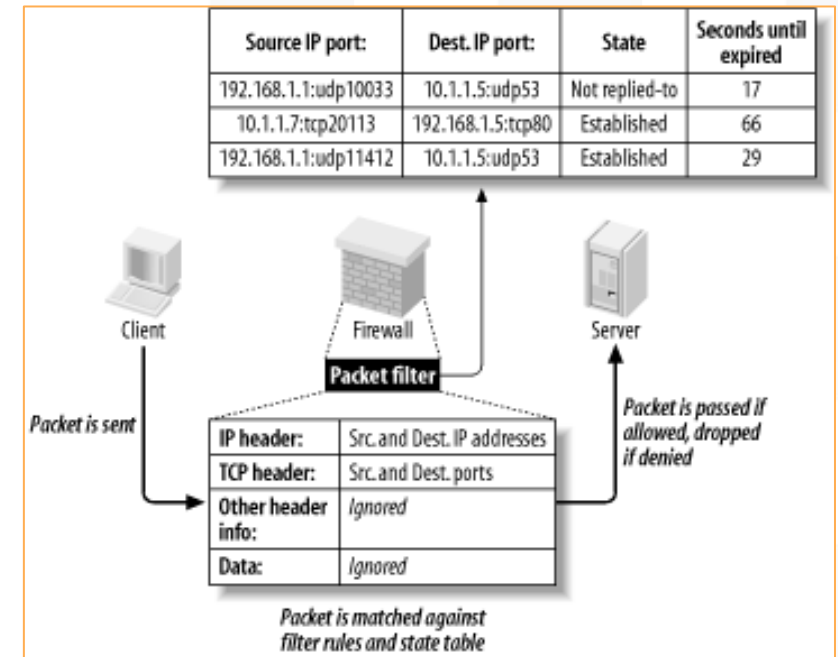 Source IP port: Dest. IP port: State Seconds until expired
192.168.1.1:udp10033 10.1.1.5:udp53 Not replied-to 17
10.1.1.7:tcp20113 192.168.1.5:tcp80 Established 66
192.168.1.1:udp11412 10.1.1.5:udp53 Established 29
Client
Firewall
Server
Packet filter
Packet is sent
IP header: Src. and Dest. IP addresses
TCP header: Src. and Dest. ports
Other header info: Ignored
Data: Ignored
Packet is passed if
allowed, dropped
if denied
Packet is matched against
filter rules and state table